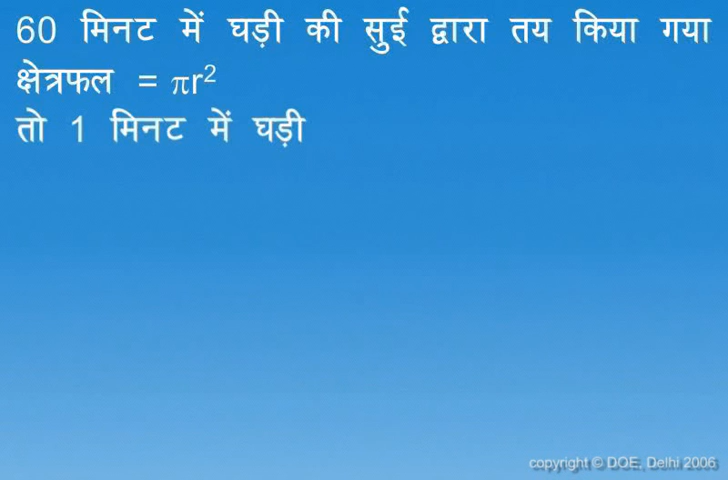 60 मिनट में घड़ी की सुई द्वारा तय किया गया
क्षेत्रफल = πr²
तो 1 मिनट में घड़ी
copyright © DOE, Delhi 2006